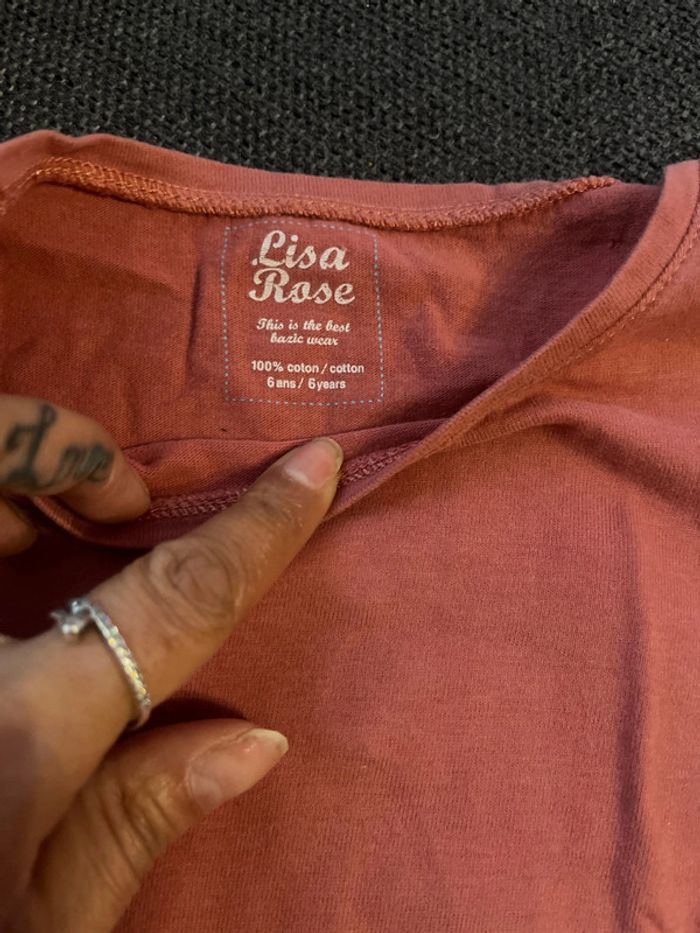 Lisa
Rose
This is the best
bazic wear
100% coton / cotton
6 ans / 6 years